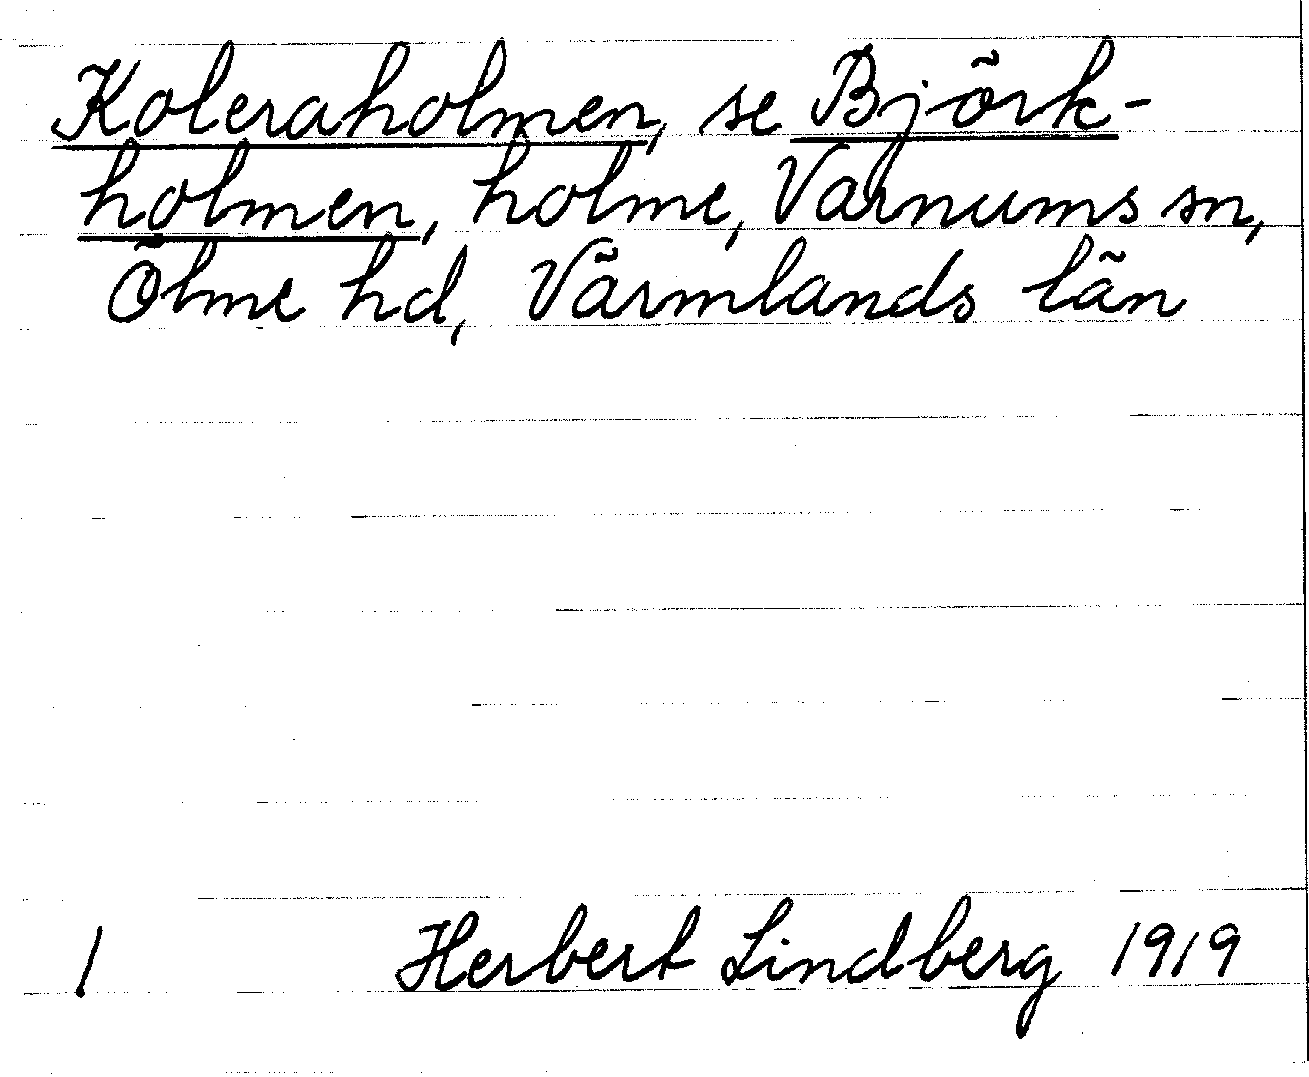 Koleraholmen, se Björk-
holmen, holme, Varnums sn,
Ölme hd, Värmlands län
1 Herbert Lindberg 1919